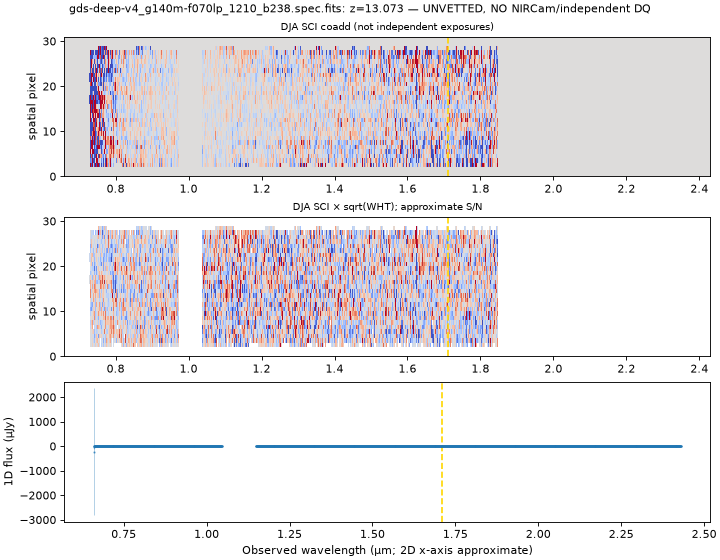 gds-deep-v4_g140m-f070lp_1210_b238.spec.fits: z=13.073 — UNVETTED, NO NIRCam/independent DQ
DJA SCI coadd (not independent exposures)
spatial pixel
30
20
10
0
0.8 1.0 1.2 1.4 1.6 1.8 2.0 2.2 2.4
DJA SCI × sqrt(WHT); approximate S/N
spatial pixel
30
20
10
0
0.8 1.0 1.2 1.4 1.6 1.8 2.0 2.2 2.4
1D flux (μJy)
2000
1000
0
−1000
−2000
−3000
0.75 1.00 1.25 1.50 1.75 2.00 2.25 2.50
Observed wavelength (μm; 2D x-axis approximate)